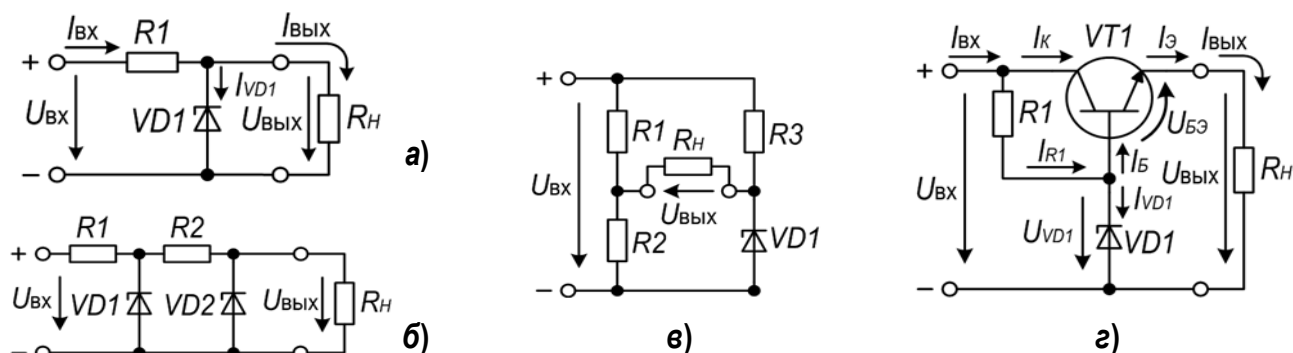 Iвх R1 Iвых
+
Uвх VD1 IVD1 Uвых RН
–
а)
R1 R2
+
Uвх VD1 VD2 Uвых RН
–
б)
+
R1 RН R3
Uвх Uвых
R2 VD1
–
в)
Iвх IК VT1 IЭ Iвых
+
R1 UБЭ
IR1 IБ
Uвх IVD1 Uвых RН
UVD1 VD1
–
г)